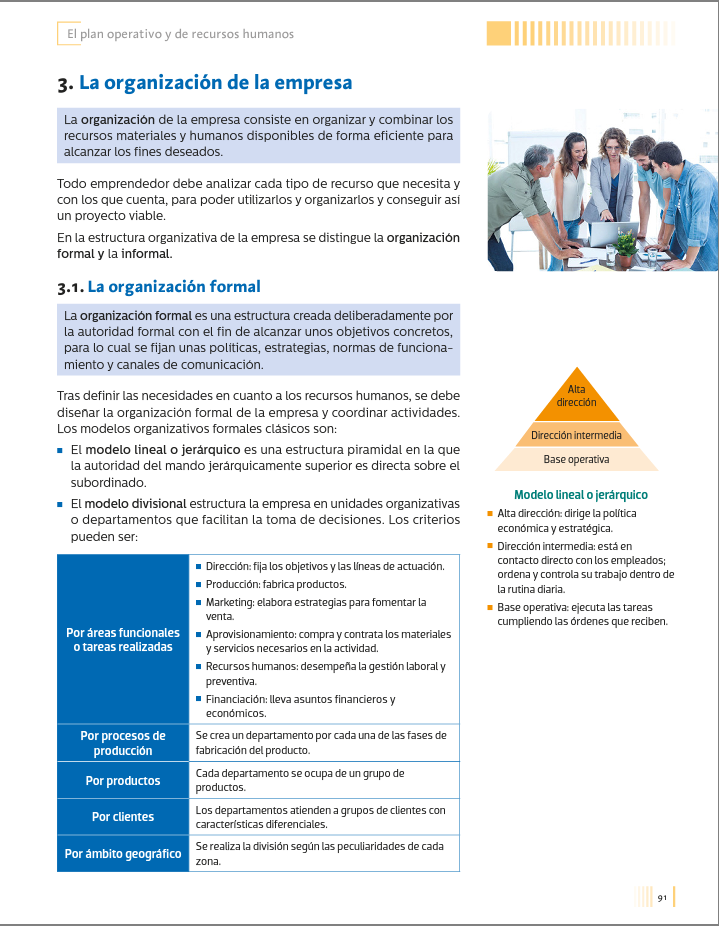 El plan operativo y de recursos humanos
3. La organización de la empresa
La organización de la empresa consiste en organizar y combinar los
recursos materiales y humanos disponibles de forma eficiente para
alcanzar los fines deseados.
Todo emprendedor debe analizar cada tipo de recurso que necesita y
con los que cuenta, para poder utilizarlos y organizarlos y conseguir así
un proyecto viable.
En la estructura organizativa de la empresa se distingue la organización
formal y la informal.
3.1. La organización formal
La organización formal es una estructura creada deliberadamente por
la autoridad formal con el fin de alcanzar unos objetivos concretos,
para lo cual se fijan unas políticas, estrategias, normas de funciona-
miento y canales de comunicación.
Tras definir las necesidades en cuanto a los recursos humanos, se debe
diseñar la organización formal de la empresa y coordinar actividades.
Los modelos organizativos formales clásicos son:
El modelo lineal o jerárquico es una estructura piramidal en la que
la autoridad del mando jerárquicamente superior es directa sobre el
subordinado.
El modelo divisional estructura la empresa en unidades organizativas
o departamentos que facilitan la toma de decisiones. Los criterios
pueden ser:
Por áreas funcionales
o tareas realizadas
Dirección: fija los objetivos y las líneas de actuación.
Producción: fabrica productos.
Marketing: elabora estrategias para fomentar la
venta.
Aprovisionamiento: compra y contrata los materiales
y servicios necesarios en la actividad.
Recursos humanos: desempeña la gestión laboral y
preventiva.
Financiación: lleva asuntos financieros y
económicos.
Por procesos de
producción
Se crea un departamento por cada una de las fases de
fabricación del producto.
Por productos
Cada departamento se ocupa de un grupo de
productos.
Por clientes
Los departamentos atienden a grupos de clientes con
características diferenciales.
Por ámbito geográfico
Se realiza la división según las peculiaridades de cada
zona.
Alta
dirección
Dirección intermedia
Base operativa
Modelo lineal o jerárquico
Alta dirección: dirige la política
económica y estratégica.
Dirección intermedia: está en
contacto directo con los empleados;
ordena y controla su trabajo dentro de
la rutina diaria.
Base operativa: ejecuta las tareas
cumpliendo las órdenes que reciben.
91